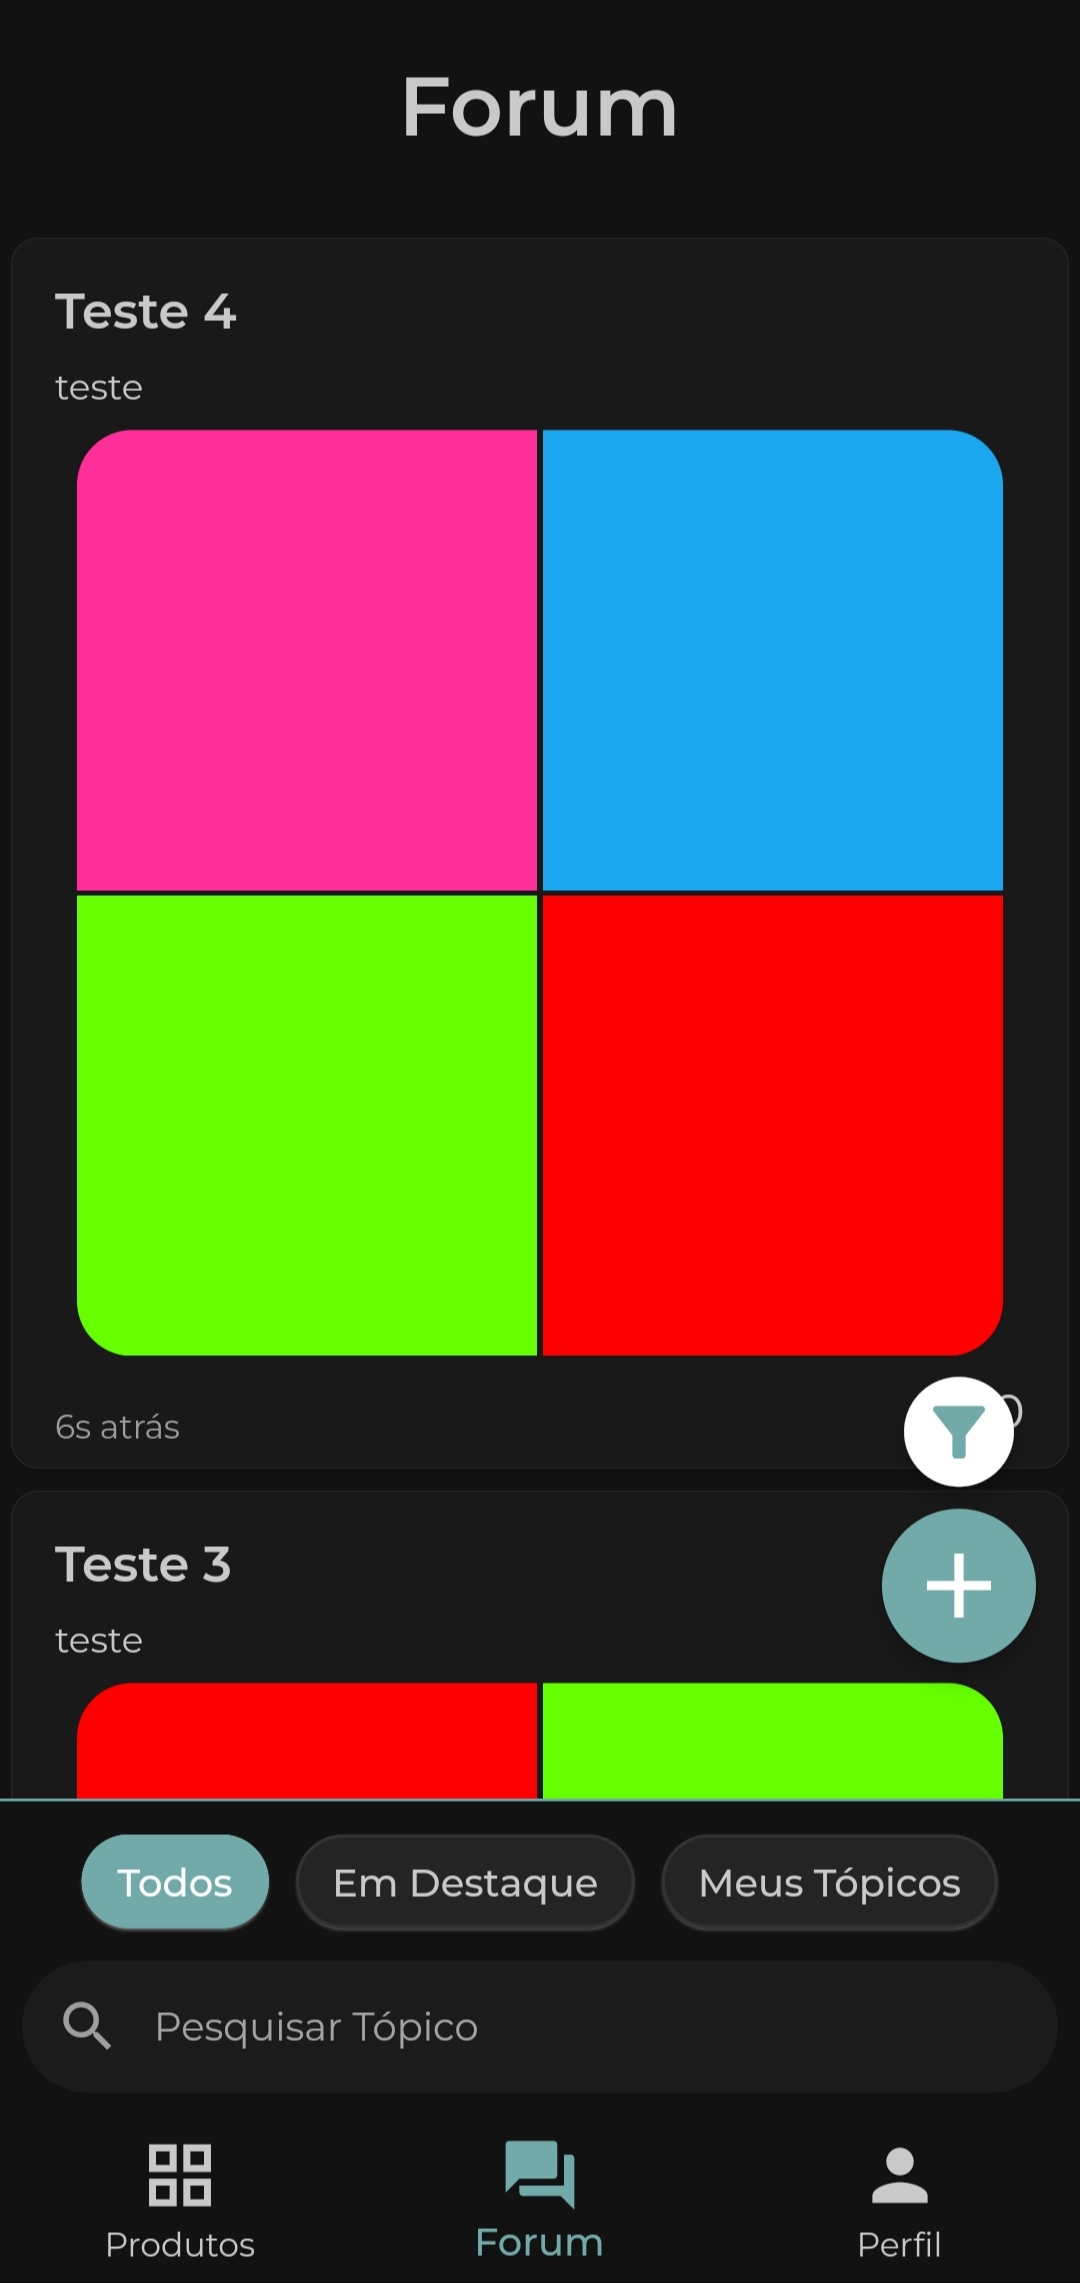 Forum
Teste 4
teste
6s atrás
Teste 3
teste
Todos
Em Destaque
Meus Tópicos
Pesquisar Tópico
Produtos
Forum
Perfil